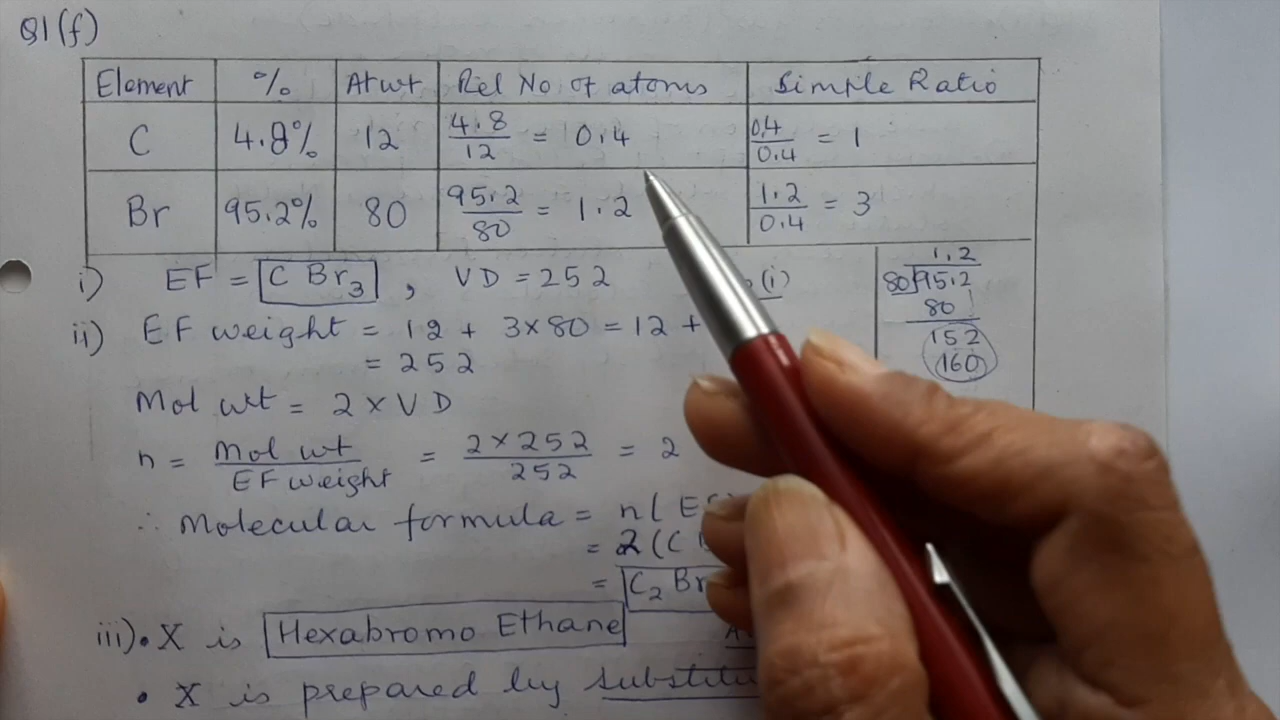 Q1(f)
Element % At wt Rel No. of atoms Simple Ratio
C 4.8% 12 4.8/12 = 0.4 0.4/0.4 = 1
Br 95.2% 80 95.2/80 = 1.2 1.2/0.4 = 3
i) EF = C Br3 , VD = 252 (i)
1.2
80 95.2
80
152
160
ii) EF weight = 12 + 3×80 = 12 +
= 252
Mol wt = 2 × VD
n = Mol wt/EF weight = 2×252/252 = 2
∴ Molecular formula = n(
= 2(C
= C2 Br
iii) • X is Hexabromo Ethane
• X is prepared by